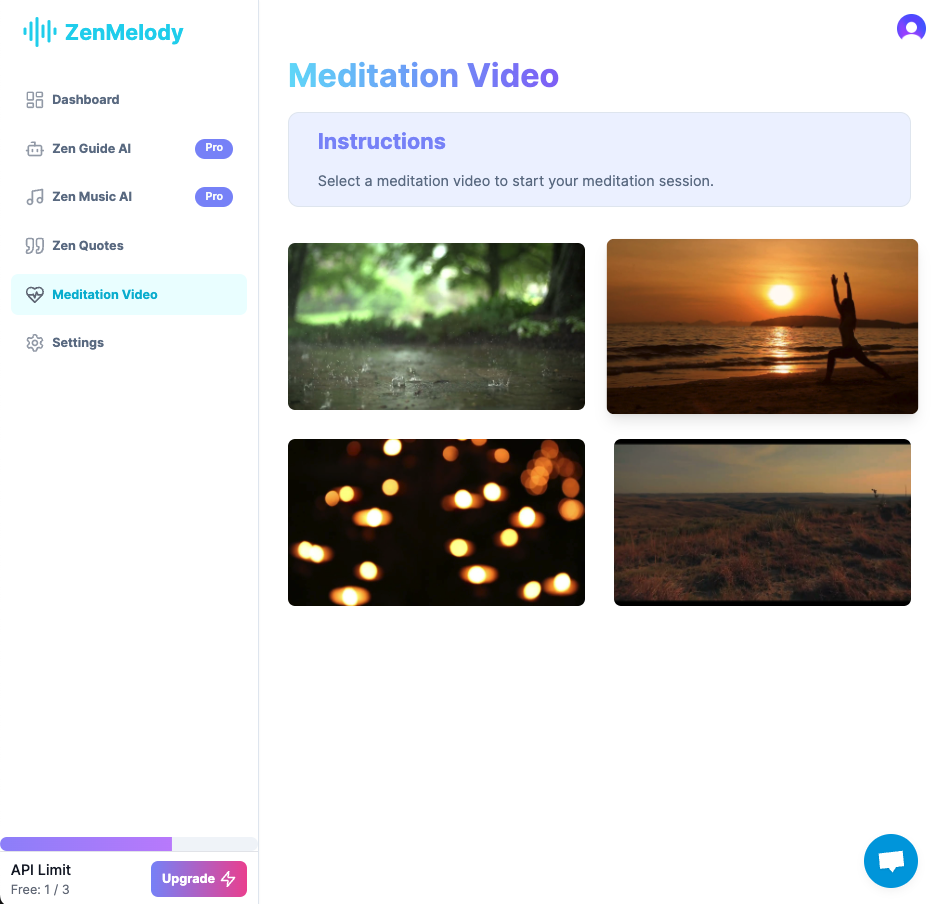 ZenMelody
Dashboard
Zen Guide AI Pro
Zen Music AI Pro
Zen Quotes
Meditation Video
Settings
API Limit
Free: 1 / 3
Upgrade
Meditation Video
Instructions
Select a meditation video to start your meditation session.